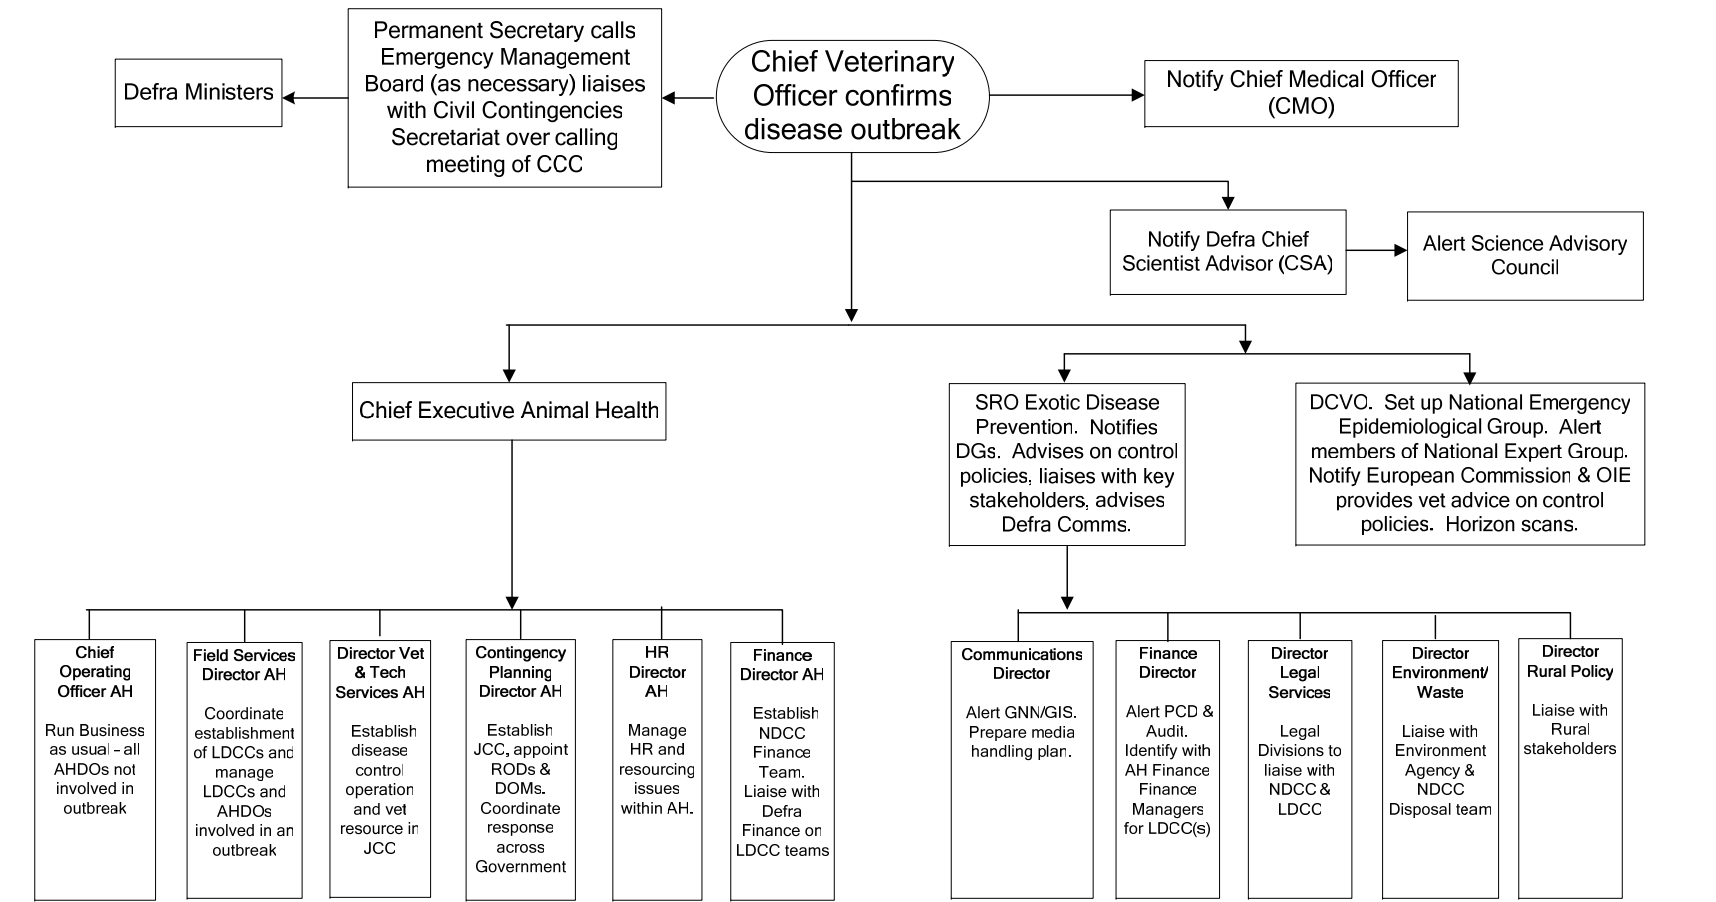 Permanent Secretary calls
Emergency Management
Board (as necessary) liaises
with Civil Contingencies
Secretariat over calling
meeting of CCC
Defra Ministers
Chief Veterinary
Officer confirms
disease outbreak
Notify Chief Medical Officer
(CMO)
Notify Defra Chief
Scientist Advisor (CSA)
Alert Science Advisory
Council
Chief Executive Animal Health
SRO Exotic Disease
Prevention. Notifies
DGs. Advises on control
policies, liaises with key
stakeholders, advises
Defra Comms.
DCVO. Set up National Emergency
Epidemiological Group. Alert
members of National Expert Group.
Notify European Commission & OIE
provides vet advice on control
policies. Horizon scans.
Chief
Operating
Officer AH
Run Business
as usual – all
AHDOs not
involved in
outbreak
Field Services
Director AH
Coordinate
establishment
of LDCCs and
manage
LDCCs and
AHDOs
involved in an
outbreak
Director Vet
& Tech
Services AH
Establish
disease
control
operation
and vet
resource in
JCC
Contingency
Planning
Director AH
Establish
JCC, appoint
RODs &
DOMs.
Coordinate
response
across
Government
HR
Director
AH
Manage
HR and
resourcing
issues
within AH.
Finance
Director AH
Establish
NDCC
Finance
Team.
Liaise with
Defra
Finance on
LDCC teams
Communications
Director
Alert GNN/GIS.
Prepare media
handling plan.
Finance
Director
Alert PCD &
Audit.
Identify with
AH Finance
Finance
Managers
for LDCC(s)
Director
Legal
Services
Legal
Divisions to
liaise with
NDCC &
LDCC
Director
Environment/
Waste
Liaise with
Environment
Agency &
NDCC
Disposal team
Director
Rural Policy
Liaise with
Rural
stakeholders